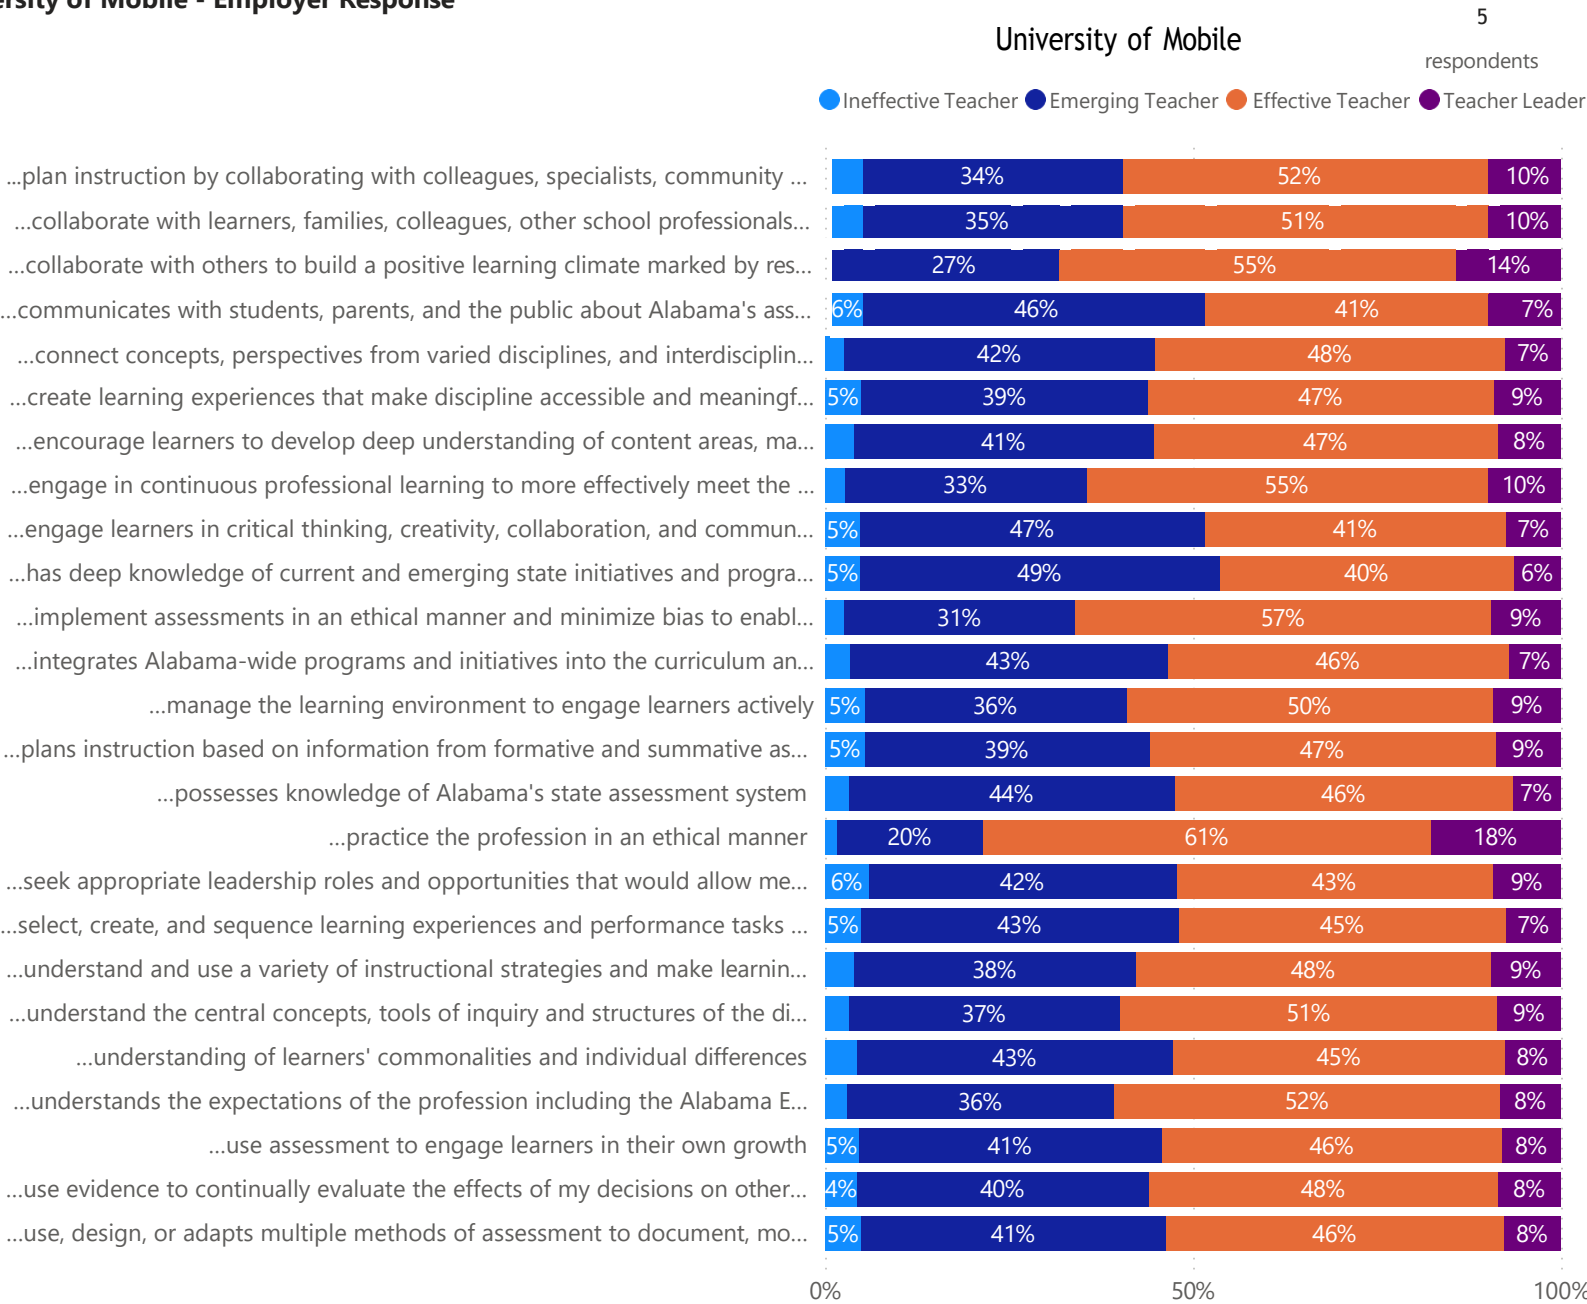 ersity of Mobile - Employer Response
5
University of Mobile
respondents
Ineffective Teacher Emerging Teacher Effective Teacher Teacher Leader
...plan instruction by collaborating with colleagues, specialists, community ... 34% 52% 10%
...collaborate with learners, families, colleagues, other school professionals... 35% 51% 10%
...collaborate with others to build a positive learning climate marked by res... 27% 55% 14%
...communicates with students, parents, and the public about Alabama's ass... 6% 46% 41% 7%
...connect concepts, perspectives from varied disciplines, and interdisciplin... 42% 48% 7%
...create learning experiences that make discipline accessible and meaningf... 5% 39% 47% 9%
...encourage learners to develop deep understanding of content areas, ma... 41% 47% 8%
...engage in continuous professional learning to more effectively meet the ... 33% 55% 10%
...engage learners in critical thinking, creativity, collaboration, and commun... 5% 47% 41% 7%
...has deep knowledge of current and emerging state initiatives and progra... 5% 49% 40% 6%
...implement assessments in an ethical manner and minimize bias to enabl... 31% 57% 9%
...integrates Alabama-wide programs and initiatives into the curriculum an... 43% 46% 7%
...manage the learning environment to engage learners actively 5% 36% 50% 9%
...plans instruction based on information from formative and summative as... 5% 39% 47% 9%
...possesses knowledge of Alabama's state assessment system 44% 46% 7%
...practice the profession in an ethical manner 20% 61% 18%
...seek appropriate leadership roles and opportunities that would allow me... 6% 42% 43% 9%
...select, create, and sequence learning experiences and performance tasks ... 5% 43% 45% 7%
...understand and use a variety of instructional strategies and make learnin... 38% 48% 9%
...understand the central concepts, tools of inquiry and structures of the di... 37% 51% 9%
...understanding of learners' commonalities and individual differences 43% 45% 8%
...understands the expectations of the profession including the Alabama E... 36% 52% 8%
...use assessment to engage learners in their own growth 5% 41% 46% 8%
...use evidence to continually evaluate the effects of my decisions on other... 4% 40% 48% 8%
...use, design, or adapts multiple methods of assessment to document, mo... 5% 41% 46% 8%
0% 50% 100%